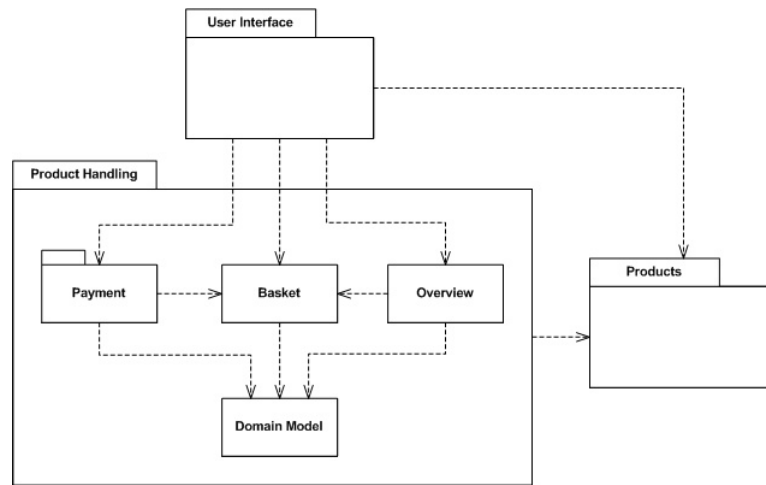 User Interface
Product Handling
Products
Payment
Basket
Overview
Domain Model